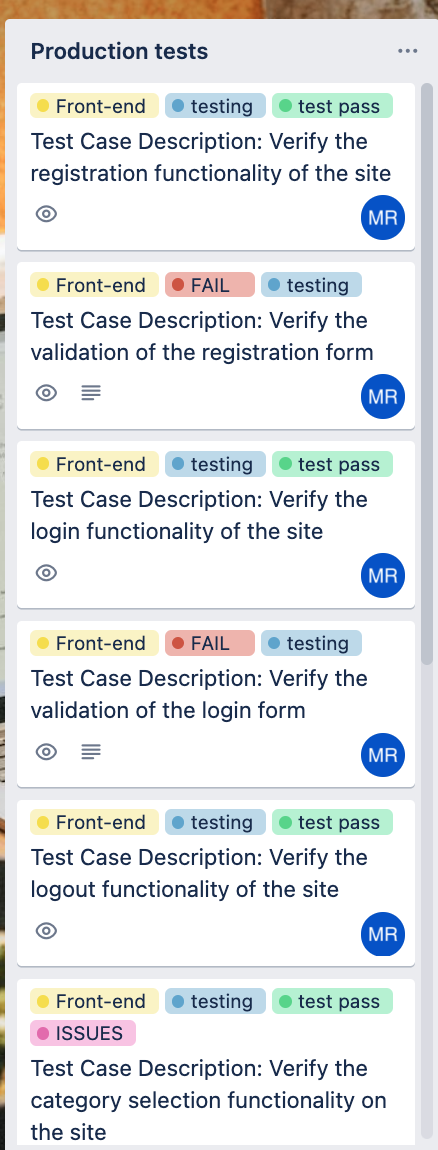 Production tests
Front-end testing test pass
Test Case Description: Verify the
registration functionality of the site
MR
Front-end FAIL testing
Test Case Description: Verify the
validation of the registration form
MR
Front-end testing test pass
Test Case Description: Verify the
login functionality of the site
MR
Front-end FAIL testing
Test Case Description: Verify the
validation of the login form
MR
Front-end testing test pass
Test Case Description: Verify the
logout functionality of the site
MR
Front-end testing test pass
ISSUES
Test Case Description: Verify the
category selection functionality on
the site